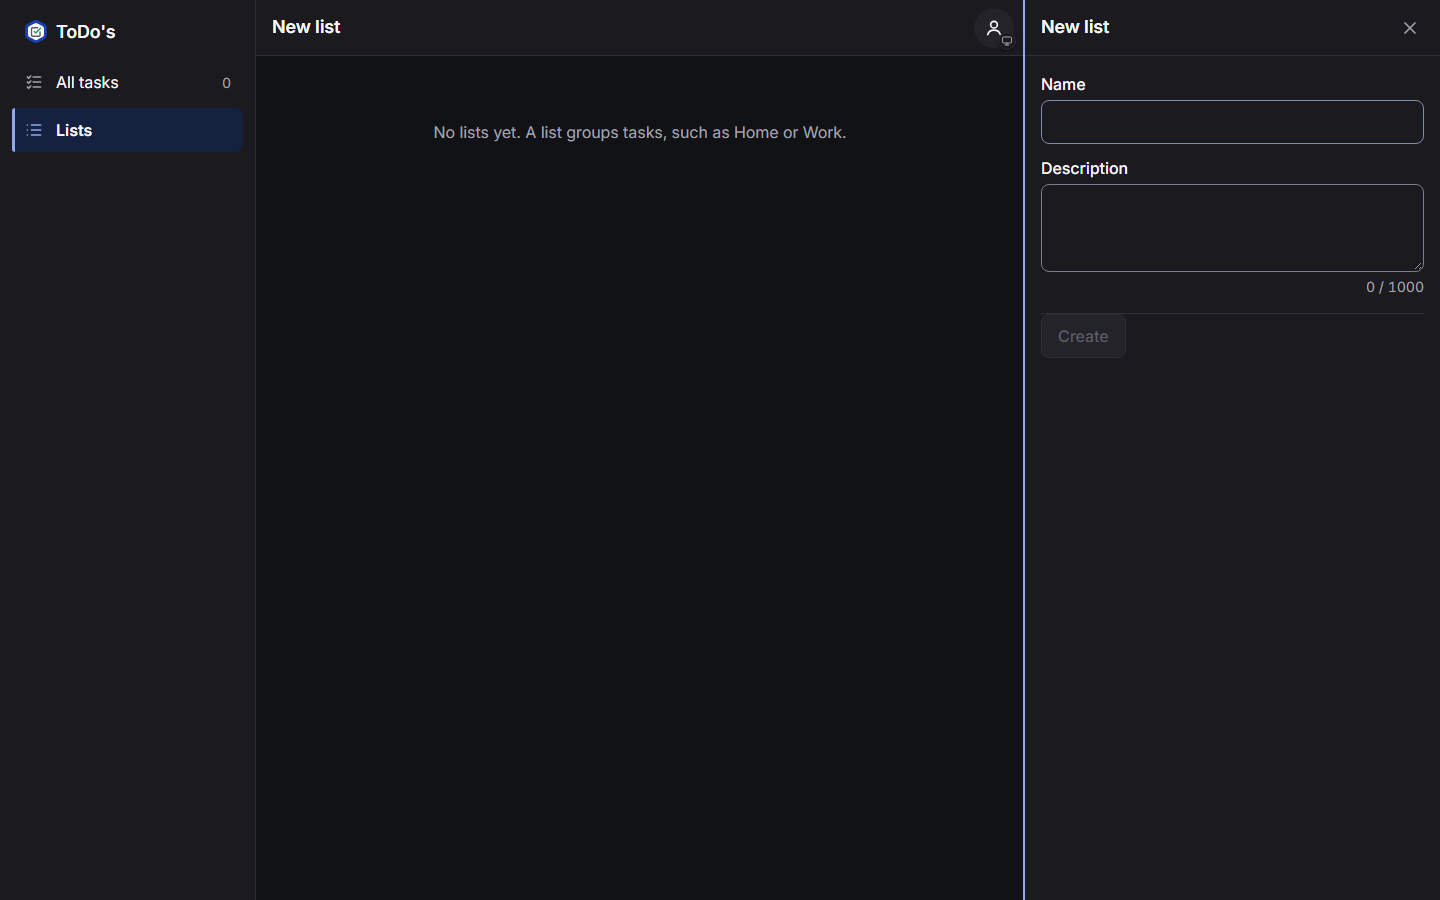 ToDo's
All tasks 0
Lists
New list
No lists yet. A list groups tasks, such as Home or Work.
New list
Name
Description
0 / 1000
Create